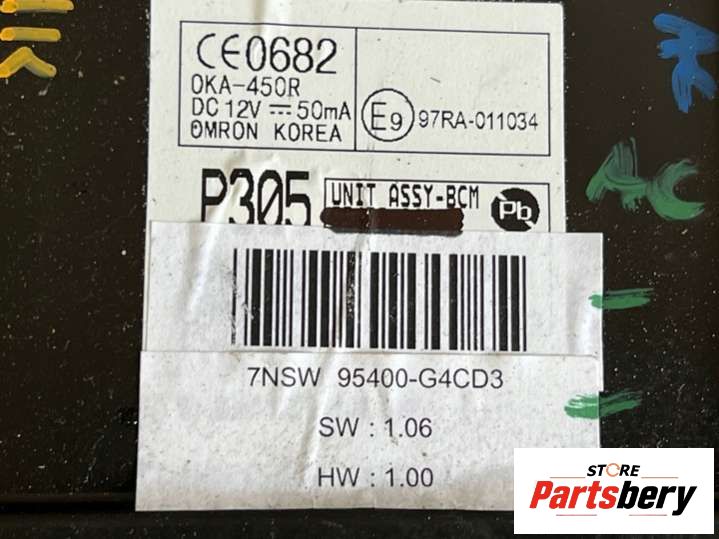 CE0682
OKA-450R
DC 12V ⎓ 50mA
OMRON KOREA
E9 97RA-011034
P305 UNIT ASSY-BCM
Pb
7NSW 95400-G4CD3
SW : 1.06
HW : 1.00
AC
STORE
Partsbery